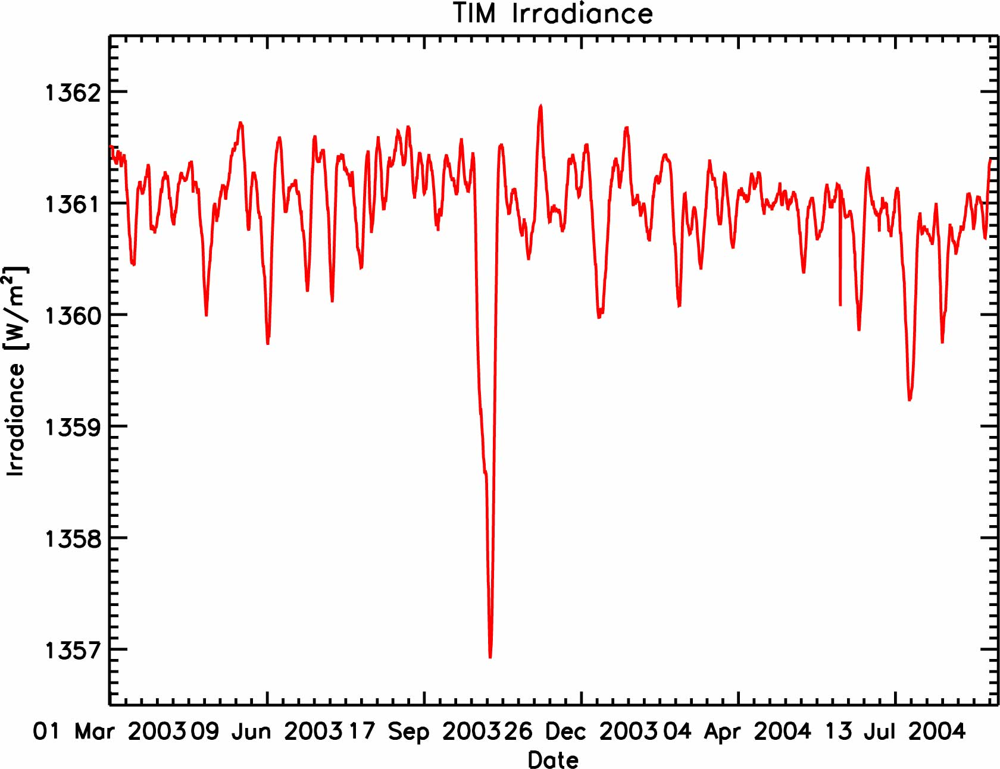 TIM Irradiance
1362
1361
1360
1359
1358
1357
Irradiance [W/m²]
01 Mar 2003 09 Jun 2003 17 Sep 2003 26 Dec 2003 04 Apr 2004 13 Jul 2004
Date